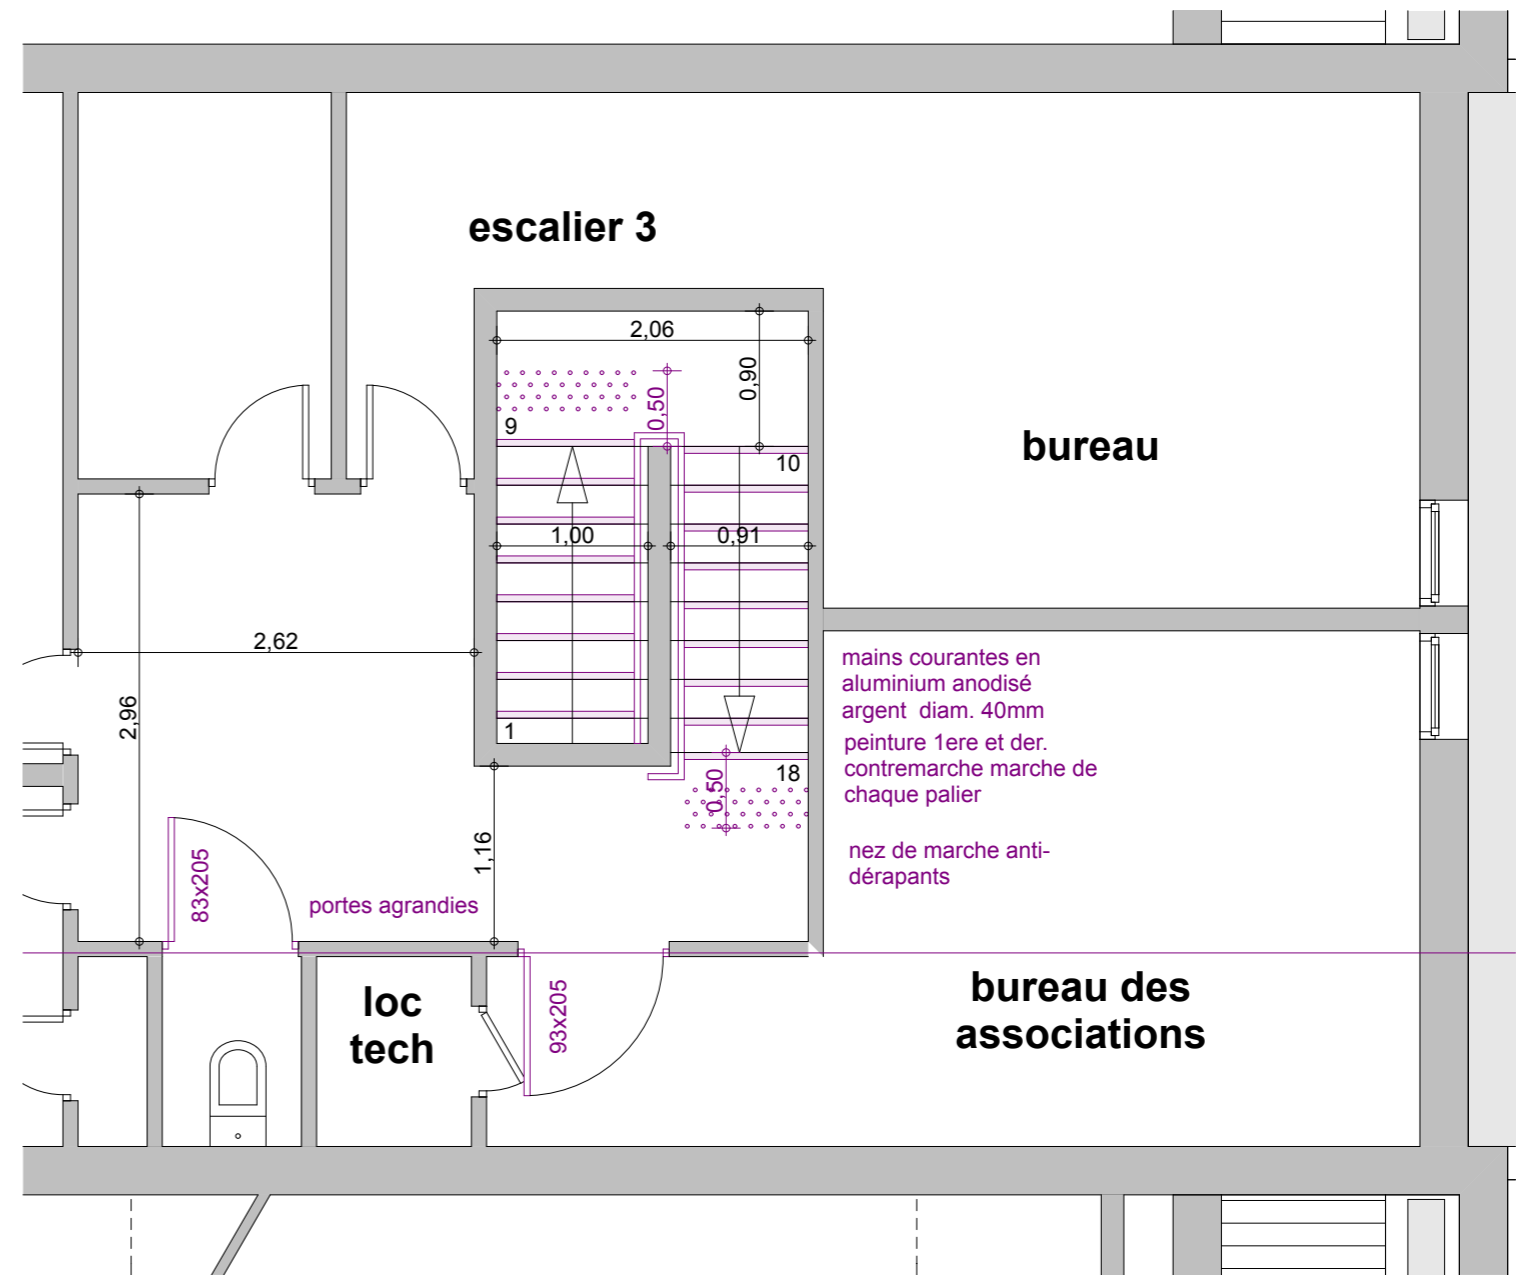 escalier 3
2,06
0,90
0,50
9
10
bureau
1,00
0,91
2,62
2,96
1
18
0,50
1,16
mains courantes en
aluminium anodisé
argent diam. 40mm
peinture 1ere et der.
contremarche marche de
chaque palier
nez de marche anti-
dérapants
83x205
portes agrandies
93x205
loc
tech
bureau des
associations